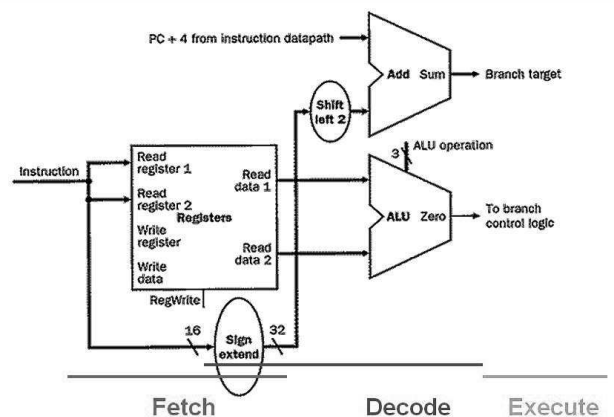 PC + 4 from instruction datapath
Add Sum
Branch target
Shift
left 2
ALU operation
3
Instruction
Read
register 1
Read
data 1
Read
register 2
Registers
ALU Zero
To branch
control logic
Write
register
Read
data 2
Write
data
RegWrite
16
Sign
extend
32
Fetch
Decode
Execute